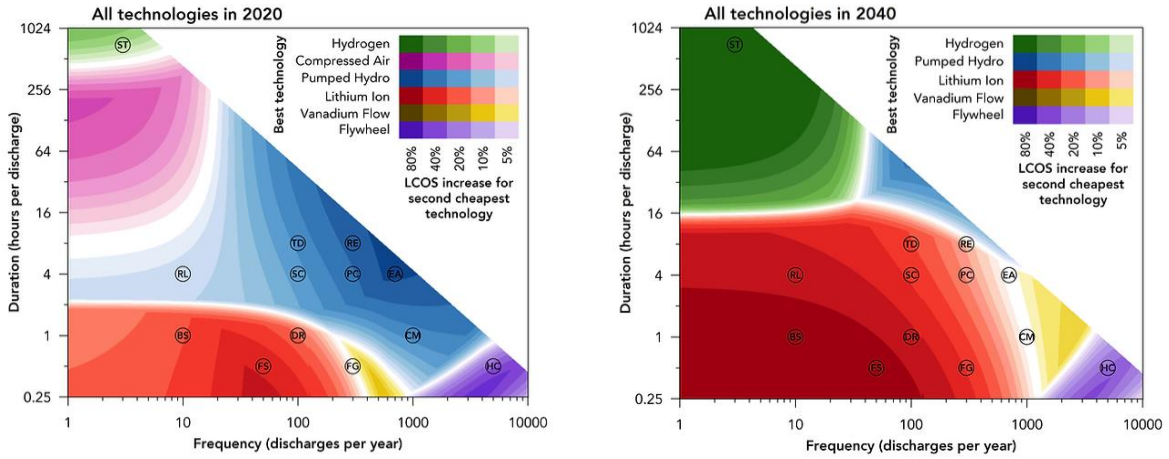 All technologies in 2020
Duration (hours per discharge)
1024
256
64
16
4
1
0.25
1
10
100
1000
10000
Frequency (discharges per year)
Best technology
Hydrogen
Compressed Air
Pumped Hydro
Lithium Ion
Vanadium Flow
Flywheel
80%
40%
20%
10%
5%
LCOS increase for
second cheapest
technology
ST
TD
RE
RL
SC
PC
EA
BS
DR
CM
FS
FG
HC
All technologies in 2040
Duration (hours per discharge)
1024
256
64
16
4
1
0.25
1
10
100
1000
10000
Frequency (discharges per year)
Best technology
Hydrogen
Pumped Hydro
Lithium Ion
Vanadium Flow
Flywheel
80%
40%
20%
10%
5%
LCOS increase for
second cheapest
technology
ST
TD
RE
RL
SC
PC
EA
BS
DR
CM
FS
FG
HC